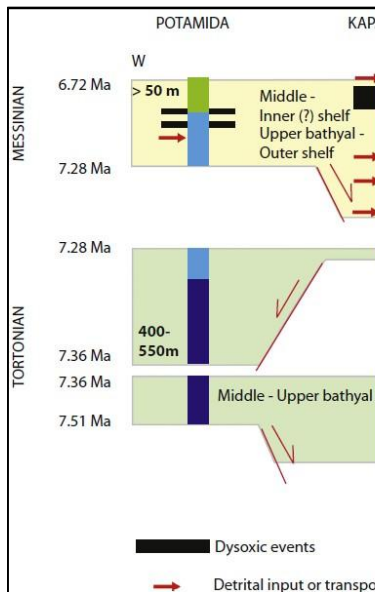 POTAMIDA KAP
W
6.72 Ma
> 50 m
Middle -
Inner (?) shelf
Upper bathyal -
Outer shelf
MESSINIAN
7.28 Ma
7.28 Ma
TORTONIAN
400-
550m
7.36 Ma
7.36 Ma
Middle - Upper bathyal
7.51 Ma
Dysoxic events
Detrital input or transpo